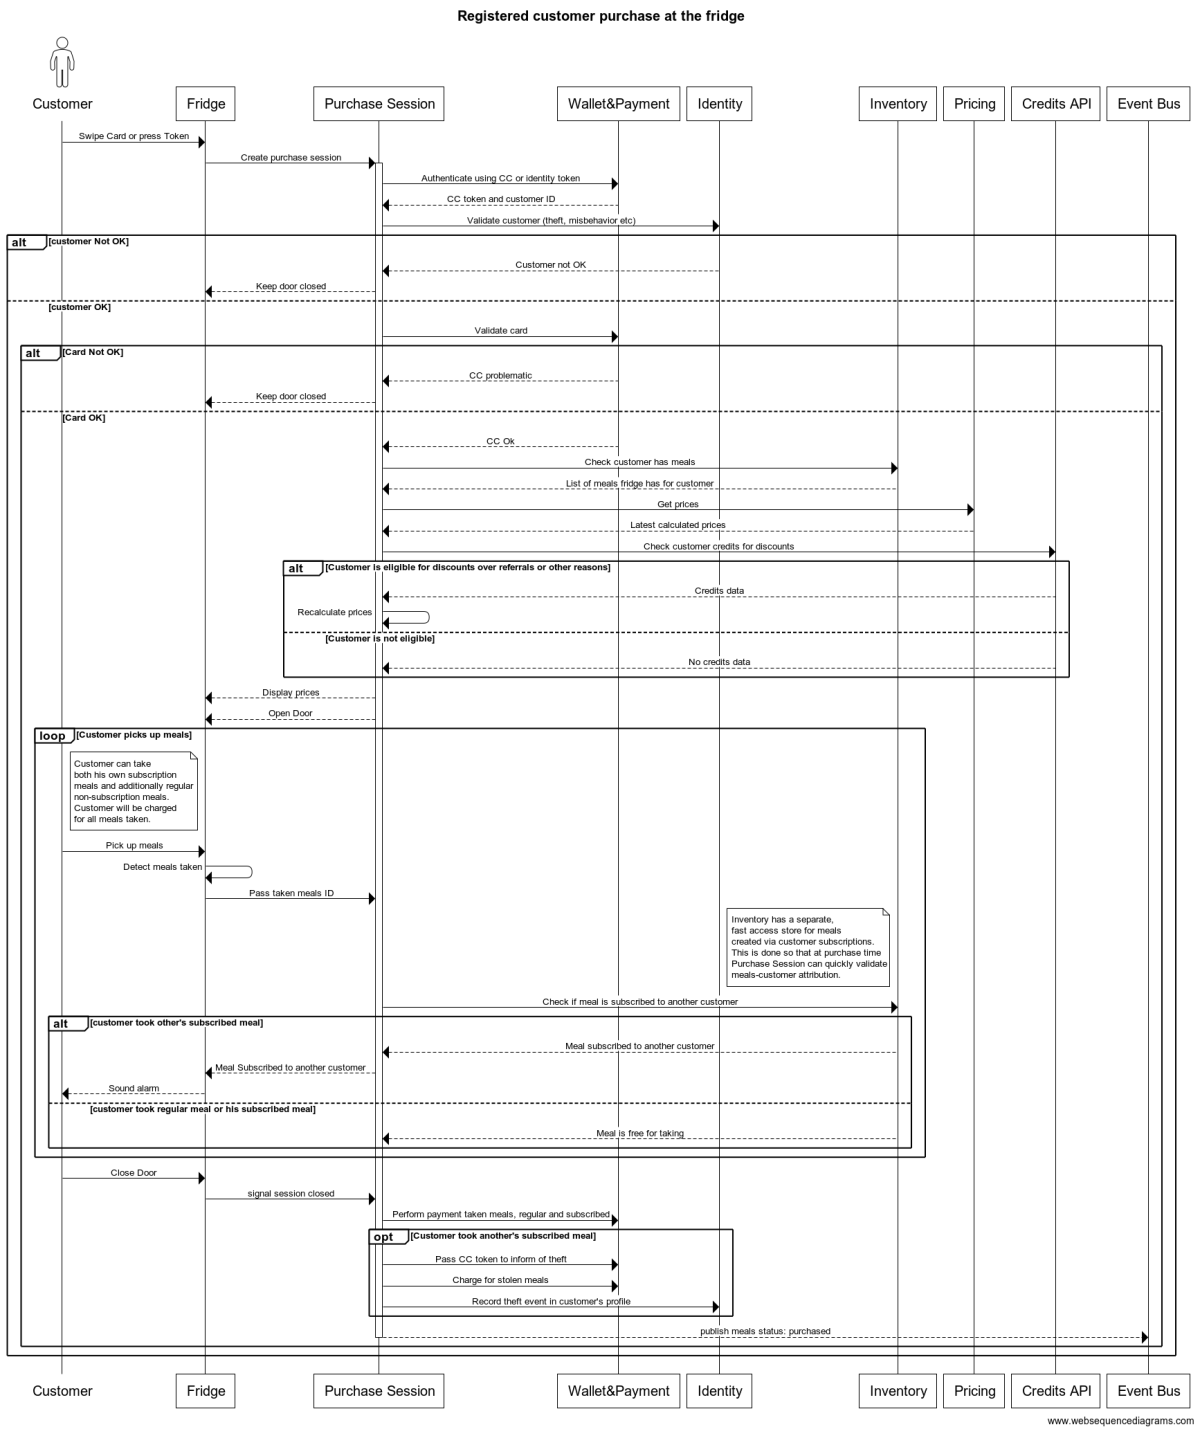 Registered customer purchase at the fridge
Customer
Fridge
Purchase Session
Wallet&Payment
Identity
Inventory
Pricing
Credits API
Event Bus
Swipe Card or press Token
Create purchase session
Authenticate using CC or identity token
CC token and customer ID
Validate customer (theft, misbehavior etc)
alt [customer Not OK]
Customer not OK
Keep door closed
[customer OK]
Validate card
alt [Card Not OK]
CC problematic
Keep door closed
[Card OK]
CC Ok
Check customer has meals
List of meals fridge has for customer
Get prices
Latest calculated prices
Check customer credits for discounts
alt [Customer is eligible for discounts over referrals or other reasons]
Credits data
Recalculate prices
[Customer is not eligible]
No credits data
Display prices
Open Door
loop [Customer picks up meals]
Customer can take
both his own subscription
meals and additionally regular
non-subscription meals.
Customer will be charged
for all meals taken.
Pick up meals
Detect meals taken
Pass taken meals ID
Inventory has a separate,
fast access store for meals
created via customer subscriptions.
This is done so that at purchase time
Purchase Session can quickly validate
meals-customer attribution.
Check if meal is subscribed to another customer
alt [customer took other's subscribed meal]
Meal subscribed to another customer
Meal Subscribed to another customer
Sound alarm
[customer took regular meal or his subscribed meal]
Meal is free for taking
Close Door
signal session closed
Perform payment taken meals, regular and subscribed
opt [Customer took another's subscribed meal]
Pass CC token to inform of theft
Charge for stolen meals
Record theft event in customer's profile
publish meals status: purchased
Customer
Fridge
Purchase Session
Wallet&Payment
Identity
Inventory
Pricing
Credits API
Event Bus
www.websequencediagrams.com